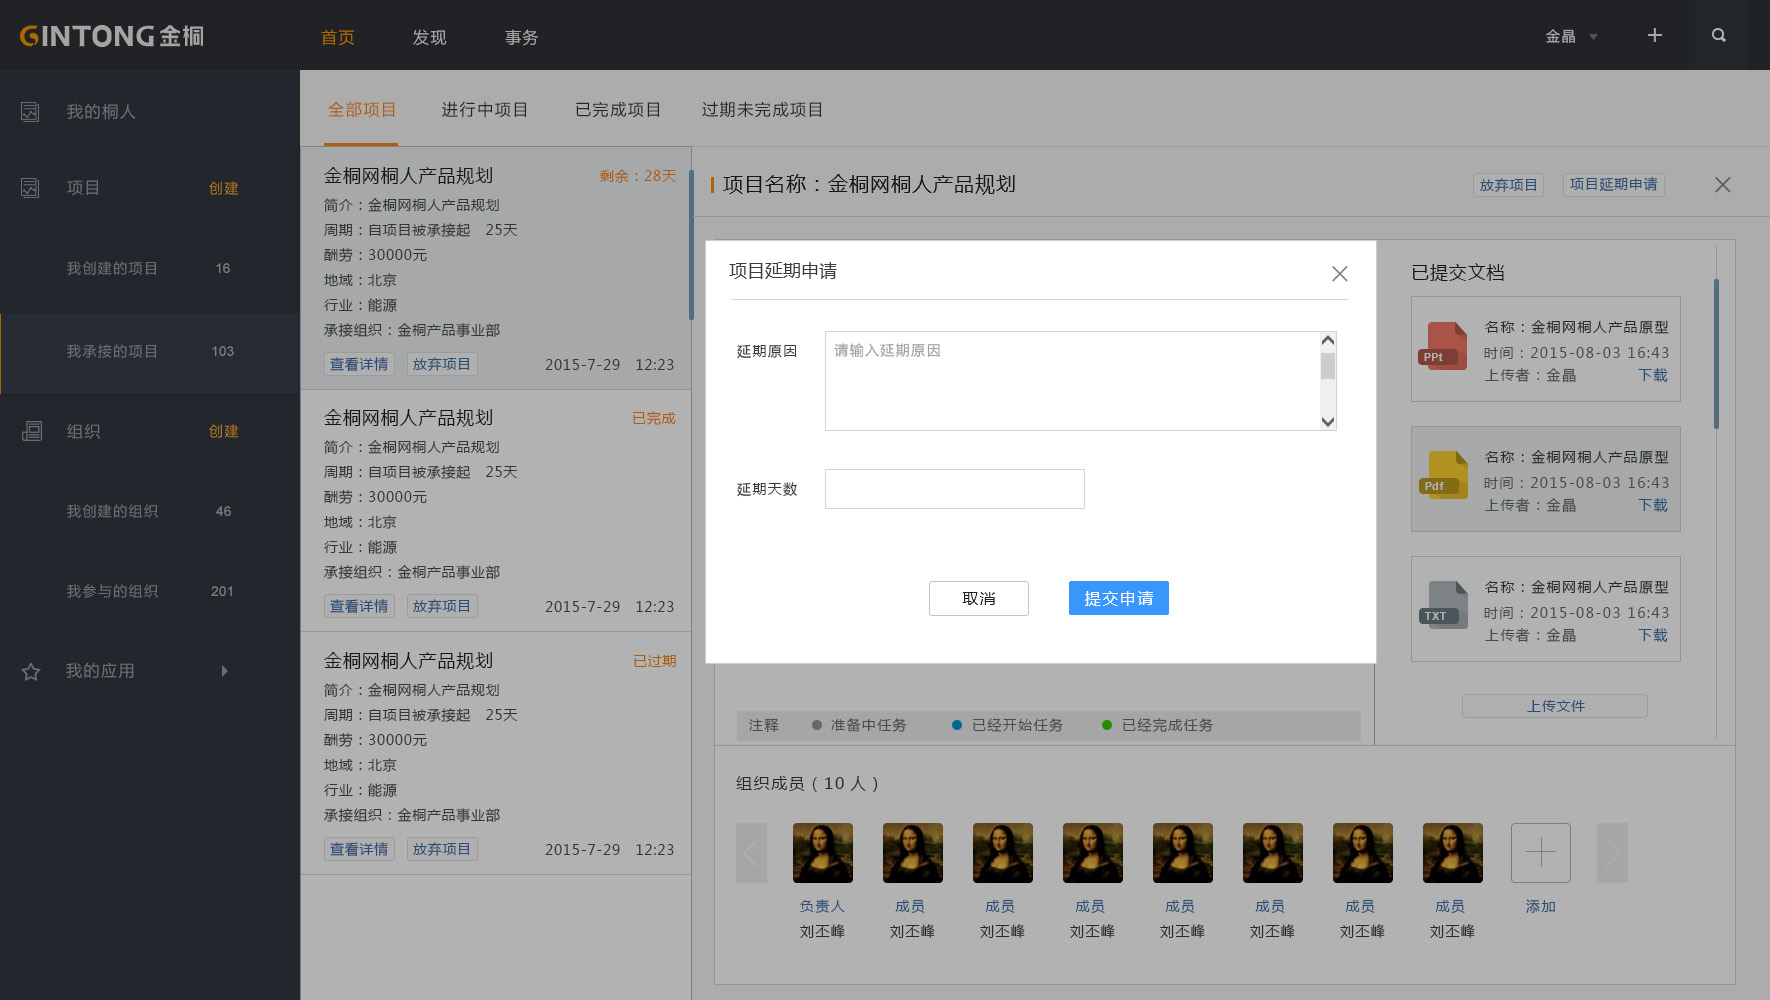 GINTONG金桐
首页
发现
事务
金晶
我的桐人
项目
创建
我创建的项目
16
我承接的项目
103
组织
创建
我创建的组织
46
我参与的组织
201
我的应用
全部项目
进行中项目
已完成项目
过期未完成项目
金桐网桐人产品规划
剩余：28天
简介：金桐网桐人产品规划
周期：自项目被承接起 25天
酬劳：30000元
地域：北京
行业：能源
承接组织：金桐产品事业部
查看详情
放弃项目
2015-7-29 12:23
金桐网桐人产品规划
已完成
简介：金桐网桐人产品规划
周期：自项目被承接起 25天
酬劳：30000元
地域：北京
行业：能源
承接组织：金桐产品事业部
查看详情
放弃项目
2015-7-29 12:23
金桐网桐人产品规划
已过期
简介：金桐网桐人产品规划
周期：自项目被承接起 25天
酬劳：30000元
地域：北京
行业：能源
承接组织：金桐产品事业部
查看详情
放弃项目
2015-7-29 12:23
项目名称：金桐网桐人产品规划
放弃项目
项目延期申请
项目延期申请
延期原因
请输入延期原因
延期天数
取消
提交申请
已提交文档
PPt
名称：金桐网桐人产品原型
时间：2015-08-03 16:43
上传者：金晶
下载
Pdf
名称：金桐网桐人产品原型
时间：2015-08-03 16:43
上传者：金晶
下载
TXT
名称：金桐网桐人产品原型
时间：2015-08-03 16:43
上传者：金晶
下载
上传文件
注释
准备中任务
已经开始任务
已经完成任务
组织成员（10 人）
负责人
成员
成员
成员
成员
成员
成员
成员
添加
刘丕峰
刘丕峰
刘丕峰
刘丕峰
刘丕峰
刘丕峰
刘丕峰
刘丕峰